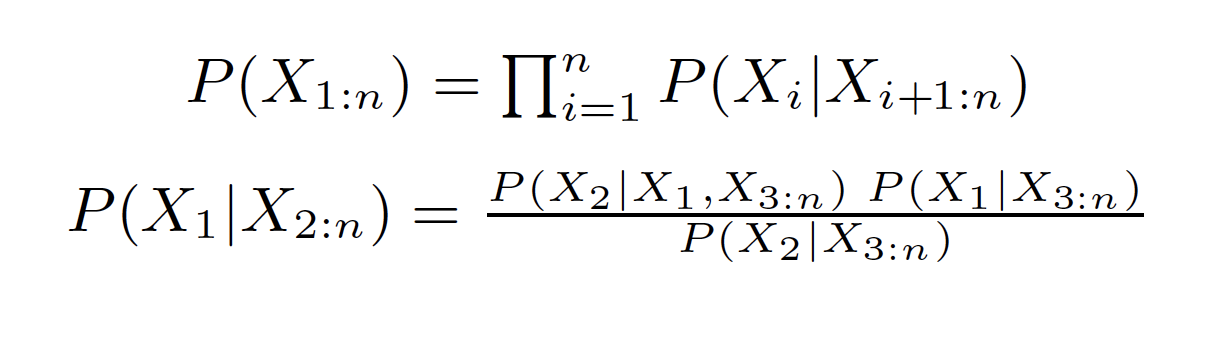 P(X_{1:n}) = \prod_{i=1}^{n} P(X_i|X_{i+1:n})
P(X_1|X_{2:n}) = \frac{P(X_2|X_1,X_{3:n}) P(X_1|X_{3:n})}{P(X_2|X_{3:n})}